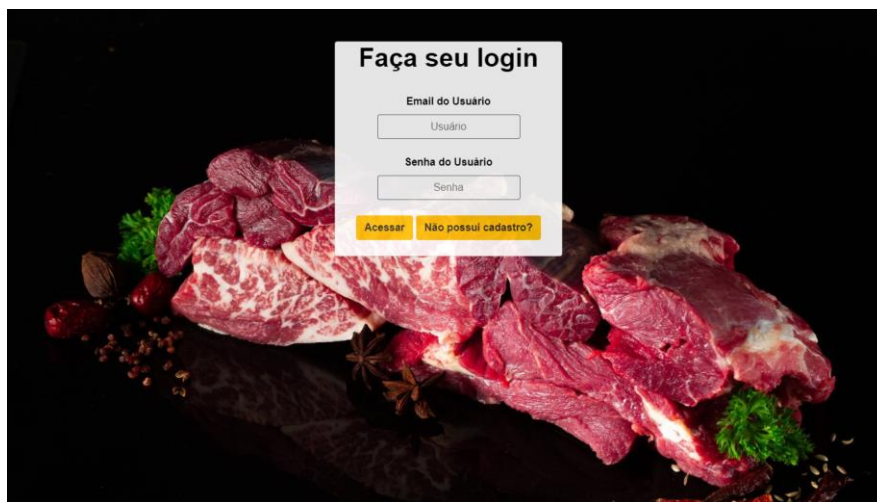 Faça seu login
Email do Usuário
Usuário
Senha do Usuário
Senha
Acessar Não possui cadastro?